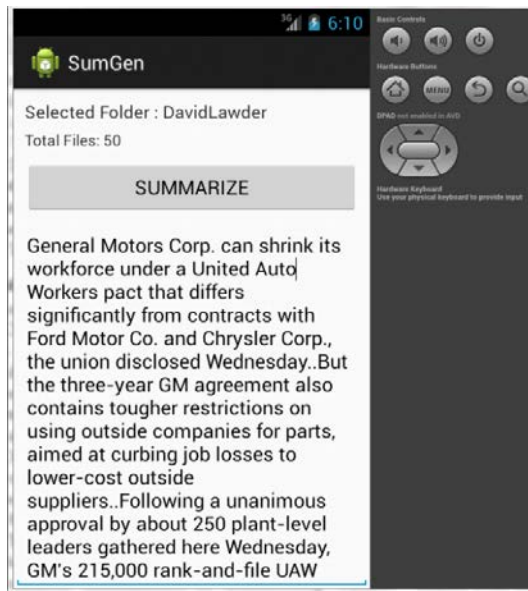 3G 6:10
SumGen
Selected Folder : DavidLawder
Total Files: 50
SUMMARIZE
General Motors Corp. can shrink its
workforce under a United Auto
Workers pact that differs
significantly from contracts with
Ford Motor Co. and Chrysler Corp.,
the union disclosed Wednesday..But
the three-year GM agreement also
contains tougher restrictions on
using outside companies for parts,
aimed at curbing job losses to
lower-cost outside
suppliers..Following a unanimous
approval by about 250 plant-level
leaders gathered here Wednesday,
GM's 215,000 rank-and-file UAW
Basic Controls
Hardware Buttons
MENU
DPAD not enabled in AVD
Hardware Keyboard
Use your physical keyboard to provide input